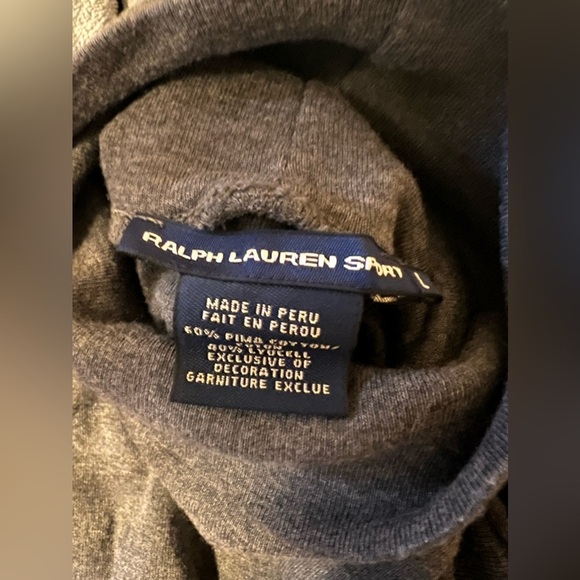 RALPH LAUREN SPORT L
MADE IN PERU
FAIT EN PEROU
60% PIMA COTTON/
COTON
40% LYOCELL
EXCLUSIVE OF
DECORATION
GARNITURE EXCLUE